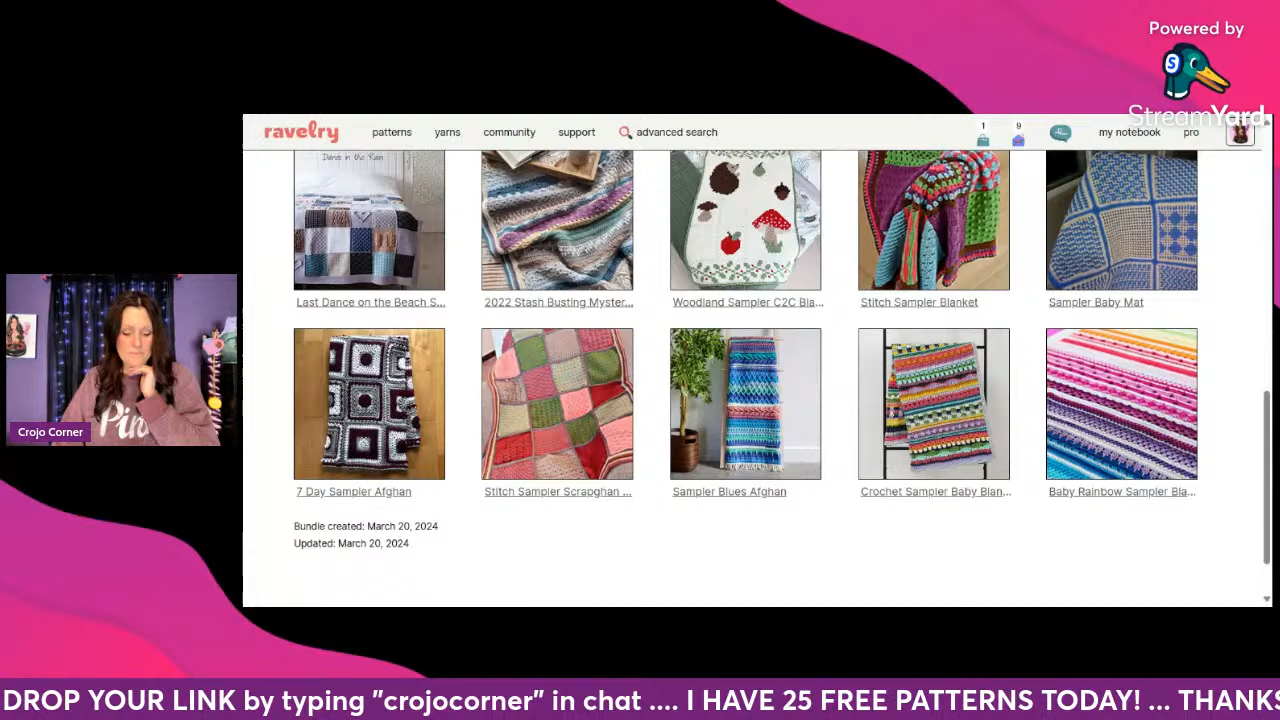 Powered by
S
StreamYard
ravelry patterns yarns community support advanced search 1 9 my notebook pro
Dance in the Rain
Last Dance on the Beach S...
2022 Stash Busting Myster...
Woodland Sampler C2C Bla...
Stitch Sampler Blanket
Sampler Baby Mat
7 Day Sampler Afghan
Stitch Sampler Scrapghan ...
Sampler Blues Afghan
Crochet Sampler Baby Blan...
Baby Rainbow Sampler Bla...
Bundle created: March 20, 2024
Updated: March 20, 2024
Crojo Corner
DROP YOUR LINK by typing "crojocorner" in chat .... I HAVE 25 FREE PATTERNS TODAY! ... THANKS